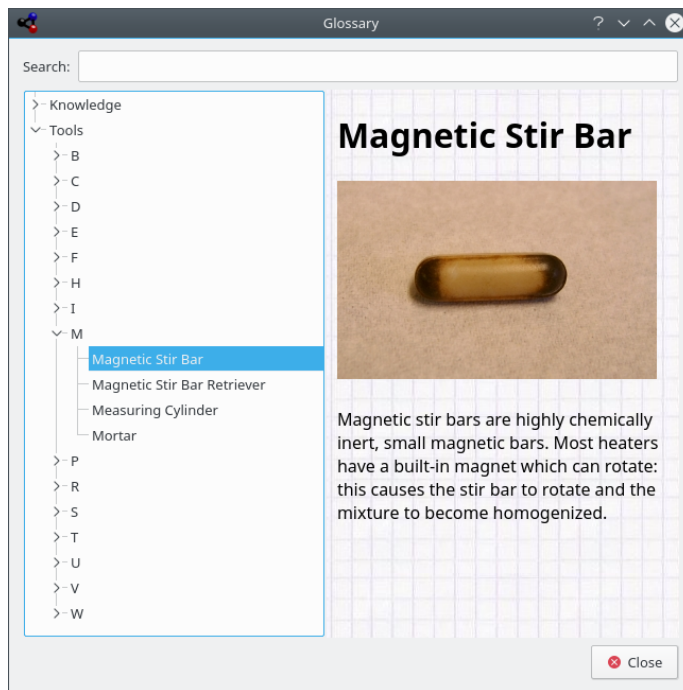 Glossary
Search:
Knowledge
Tools
B
C
D
E
F
H
I
M
Magnetic Stir Bar
Magnetic Stir Bar Retriever
Measuring Cylinder
Mortar
P
R
S
T
U
V
W
Magnetic Stir Bar
Magnetic stir bars are highly chemically
inert, small magnetic bars. Most heaters
have a built-in magnet which can rotate:
this causes the stir bar to rotate and the
mixture to become homogenized.
Close